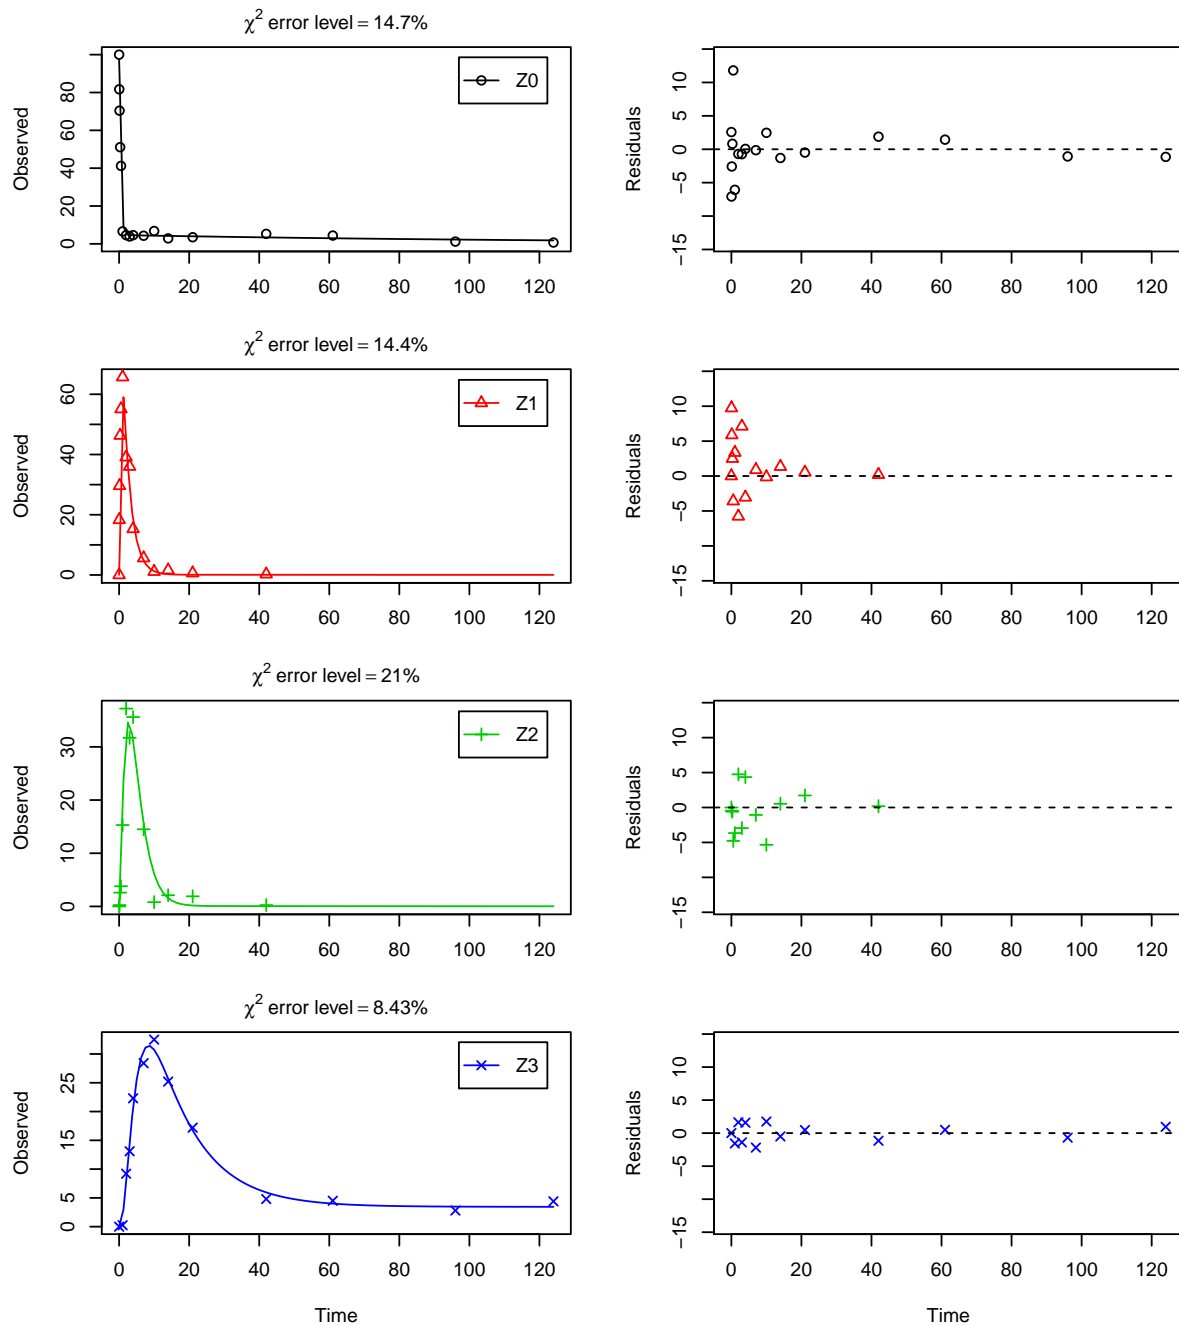 χ2 error level = 14.7%
Observed
0 20 40 60 80
0 20 40 60 80 100 120
Z0
Residuals
−15 −5 0 5 10
0 20 40 60 80 100 120
χ2 error level = 14.4%
Observed
0 20 40 60
0 20 40 60 80 100 120
Z1
Residuals
−15 −5 0 5 10
0 20 40 60 80 100 120
χ2 error level = 21%
Observed
0 10 20 30
0 20 40 60 80 100 120
Z2
Residuals
−15 −5 0 5 10
0 20 40 60 80 100 120
χ2 error level = 8.43%
Observed
0 5 15 25
0 20 40 60 80 100 120
Z3
Time
Residuals
−15 −5 0 5 10
0 20 40 60 80 100 120
Time